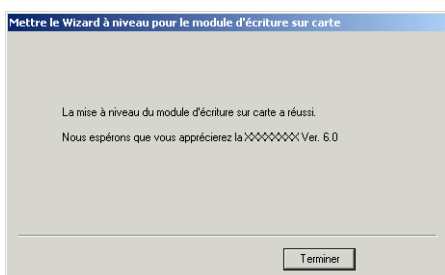 Mettre le Wizard à niveau pour le module d'écriture sur carte
La mise à niveau du module d'écriture sur carte a réussi.
Nous espérons que vous apprécierez la XXXXXXXX Ver. 6.0
Terminer